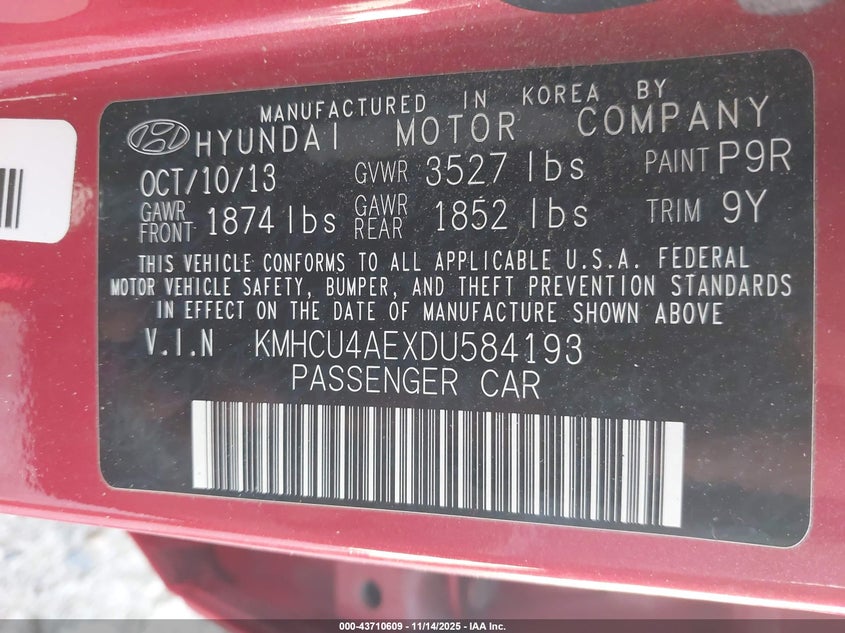 MANUFACTURED IN KOREA BY
HYUNDAI MOTOR COMPANY
OCT/10/13 GVWR 3527 lbs PAINT P9R
GAWR FRONT 1874 lbs GAWR REAR 1852 lbs TRIM 9Y
THIS VEHICLE CONFORMS TO ALL APPLICABLE U.S.A. FEDERAL
MOTOR VEHICLE SAFETY, BUMPER, AND THEFT PREVENTION STANDARDS
IN EFFECT ON THE DATE OF MANUFACTURE SHOWN ABOVE
V.I.N KMHCU4AEXDU584193
PASSENGER CAR
000-43710609 | 11/14/2025 - IAA Inc.